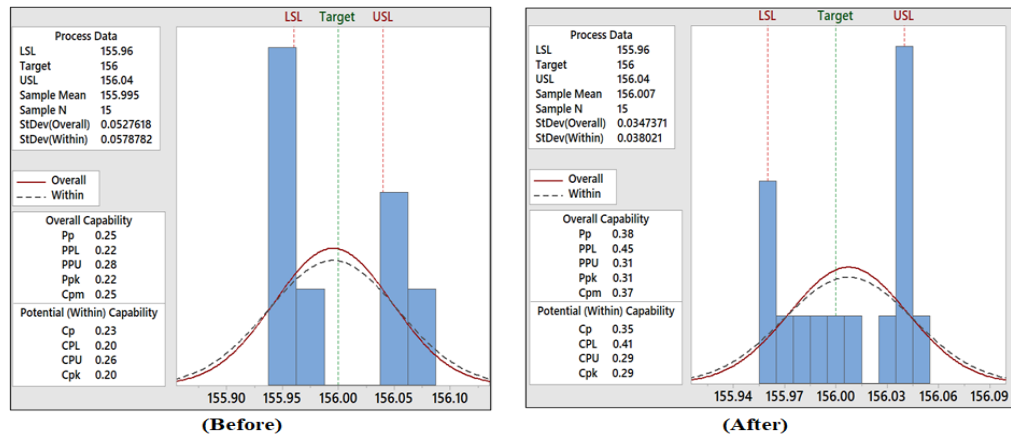 LSL Target USL
Process Data
LSL 155.96
Target 156
USL 156.04
Sample Mean 155.995
Sample N 15
StDev(Overall) 0.0527618
StDev(Within) 0.0578782
Overall
Within
Overall Capability
Pp 0.25
PPL 0.22
PPU 0.28
Ppk 0.22
Cpm 0.25
Potential (Within) Capability
Cp 0.23
CPL 0.20
CPU 0.26
Cpk 0.20
155.90 155.95 156.00 156.05 156.10
(Before)
LSL Target USL
Process Data
LSL 155.96
Target 156
USL 156.04
Sample Mean 156.007
Sample N 15
StDev(Overall) 0.0347371
StDev(Within) 0.038021
Overall
Within
Overall Capability
Pp 0.38
PPL 0.45
PPU 0.31
Ppk 0.31
Cpm 0.37
Potential (Within) Capability
Cp 0.35
CPL 0.41
CPU 0.29
Cpk 0.29
155.94 155.97 156.00 156.03 156.06 156.09
(After)